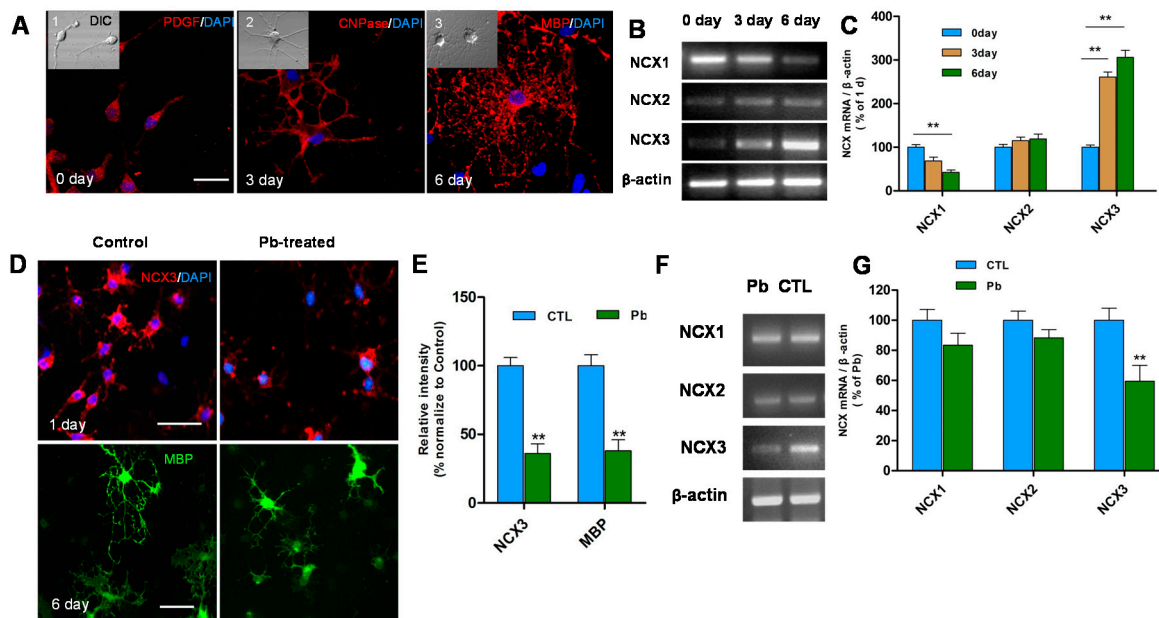 A
1
DIC
PDGF/DAPI
0 day
2
CNPase/DAPI
3 day
3
MBP/DAPI
6 day
B
0 day 3 day 6 day
NCX1
NCX2
NCX3
β-actin
C
NCX mRNA / β -actin
( % of 1 d)
400
300
200
100
0
0day
3day
6day
**
**
**
NCX1
NCX2
NCX3
D
Control
Pb-treated
NCX3/DAPI
1 day
MBP
6 day
E
Relative intensity
(% normalize to Control)
150
100
50
0
CTL
Pb
**
**
NCX3
MBP
F
Pb CTL
NCX1
NCX2
NCX3
β-actin
G
NCX mRNA / β -actin
( % of Pb)
120
100
80
60
40
20
0
CTL
Pb
**
NCX1
NCX2
NCX3